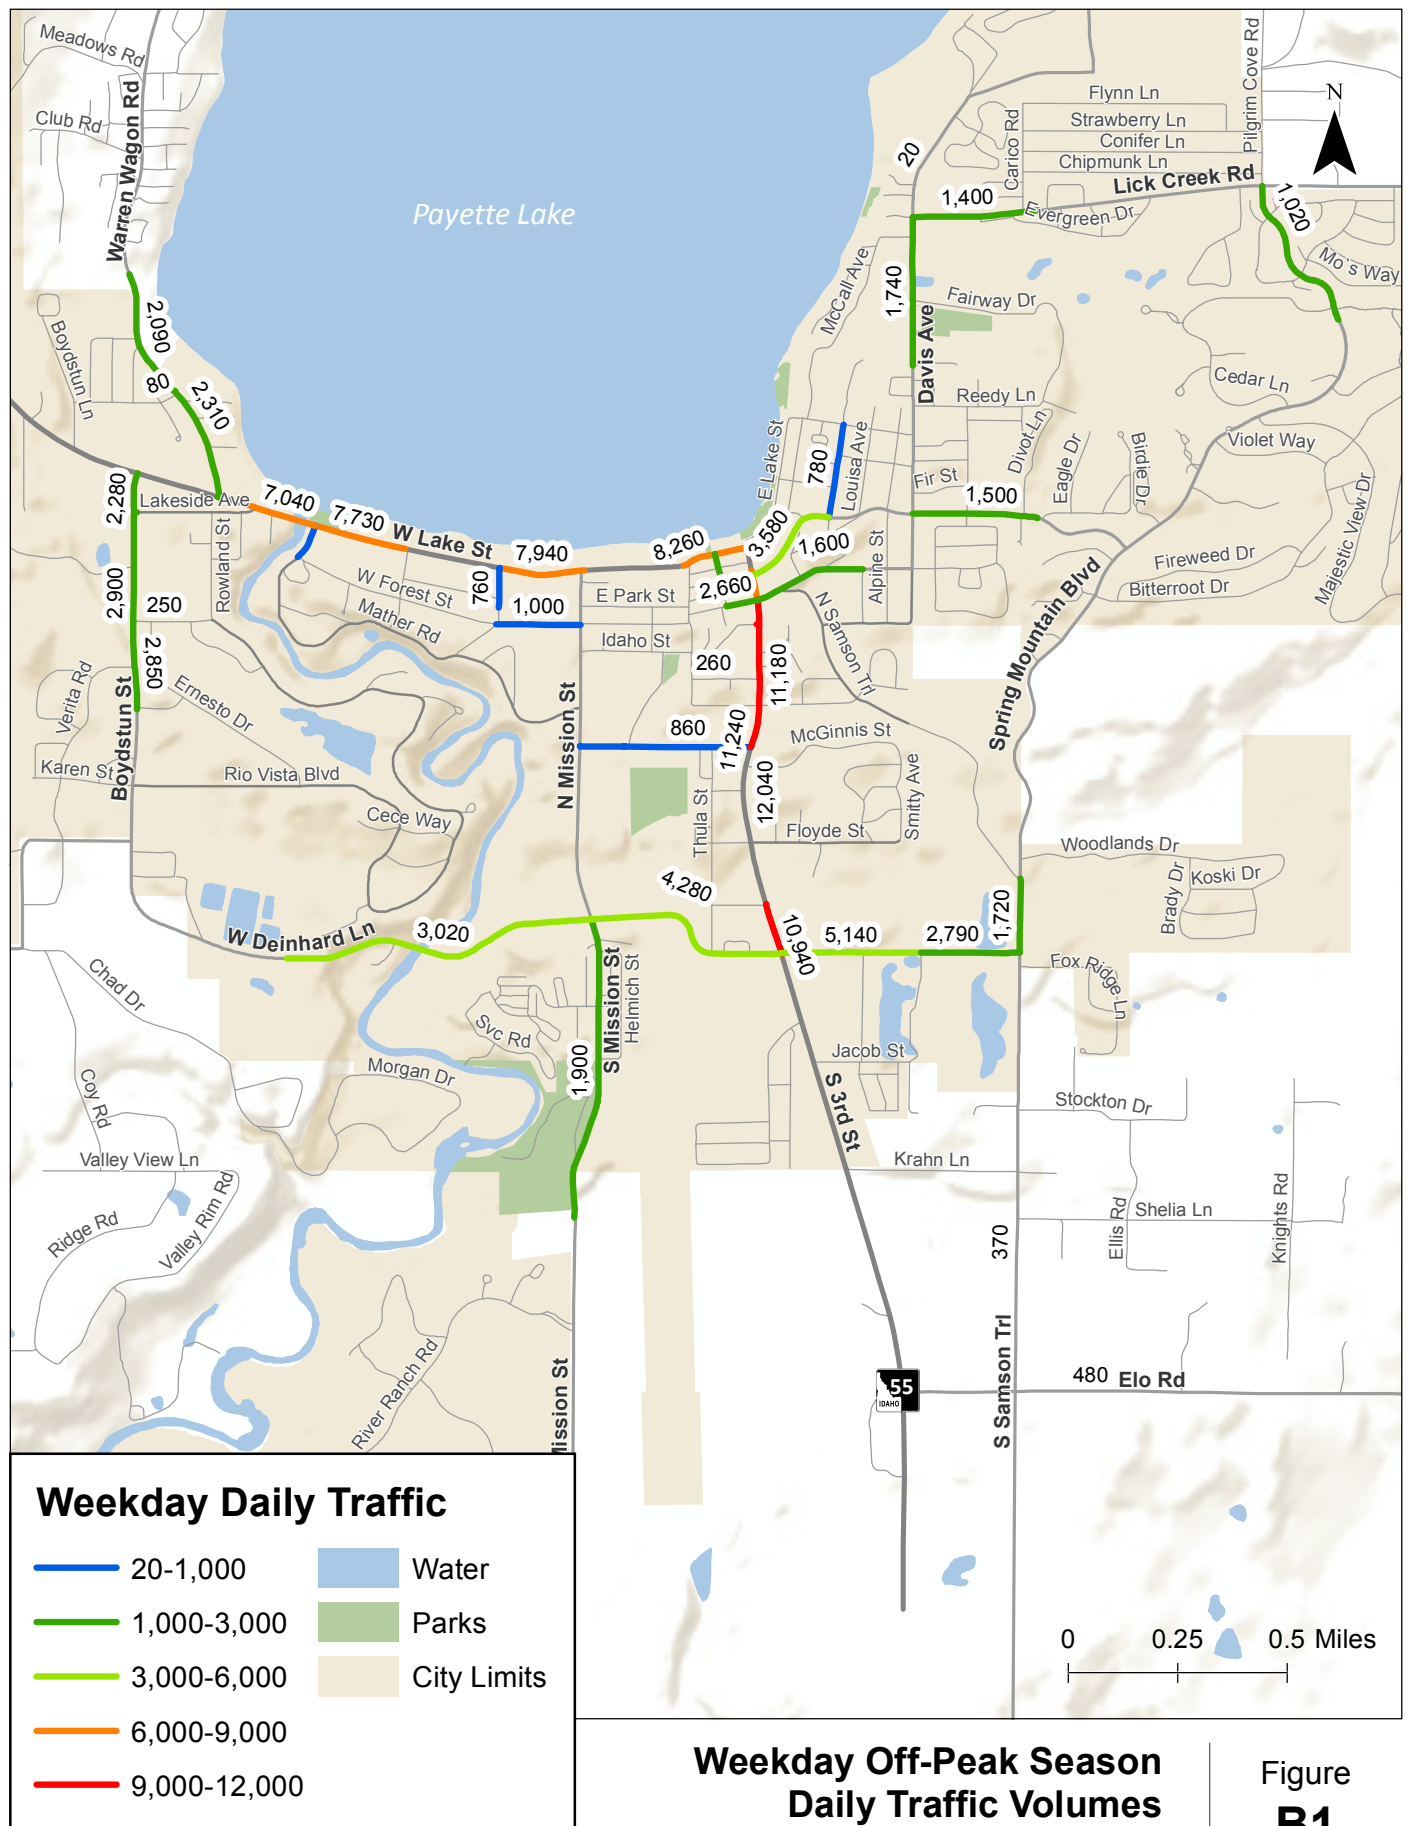 Meadows Rd
Club Rd
Warren Wagon Rd
Payette Lake
Pilgrim Cove Rd
N
Flynn Ln
Strawberry Ln
Conifer Ln
Chipmunk Ln
Carico Rd
Lick Creek Rd
20
1,400
Evergreen Dr
1,020
Mo's Way
McCall Ave
1,740
Fairway Dr
Davis Ave
Boydstun Ln
2,090
80
2,310
Cedar Ln
Reedy Ln
Divot Ln
Eagle Dr
Birdie Dr
Violet Way
Majestic View Dr
E Lake St
780
Louisa Ave
Fir St
1,500
2,280
Lakeside Ave
7,040
7,730
W Lake St
7,940
8,260
3,580
1,600
Alpine St
Fireweed Dr
Bitterroot Dr
Spring Mountain Blvd
2,900
250
Rowland St
W Forest St
Mather Rd
760
1,000
E Park St
2,660
Idaho St
N Samson Trl
2,850
260
11,180
Verita Rd
Ernesto Dr
Boydstun St
N Mission St
860
11,240
McGinnis St
Karen St
Rio Vista Blvd
12,040
Smitty Ave
Cece Way
Thula St
Floyde St
Woodlands Dr
Koski Dr
Brady Dr
4,280
1,720
W Deinhard Ln
3,020
10,940
5,140
2,790
Fox Ridge Ln
Chad Dr
S Mission St
Helmich St
Svc Rd
Jacob St
1,900
Morgan Dr
Coy Rd
S 3rd St
Stockton Dr
Valley View Ln
Krahn Ln
Ridge Rd
Valley Rim Rd
370
Ellis Rd
Shelia Ln
Knights Rd
River Ranch Rd
S Samson Trl
55
IDAHO
480
Elo Rd
Mission St
Weekday Daily Traffic
20-1,000
Water
1,000-3,000
Parks
3,000-6,000
City Limits
6,000-9,000
9,000-12,000
0 0.25 0.5 Miles
Weekday Off-Peak Season
Daily Traffic Volumes
Figure
B1